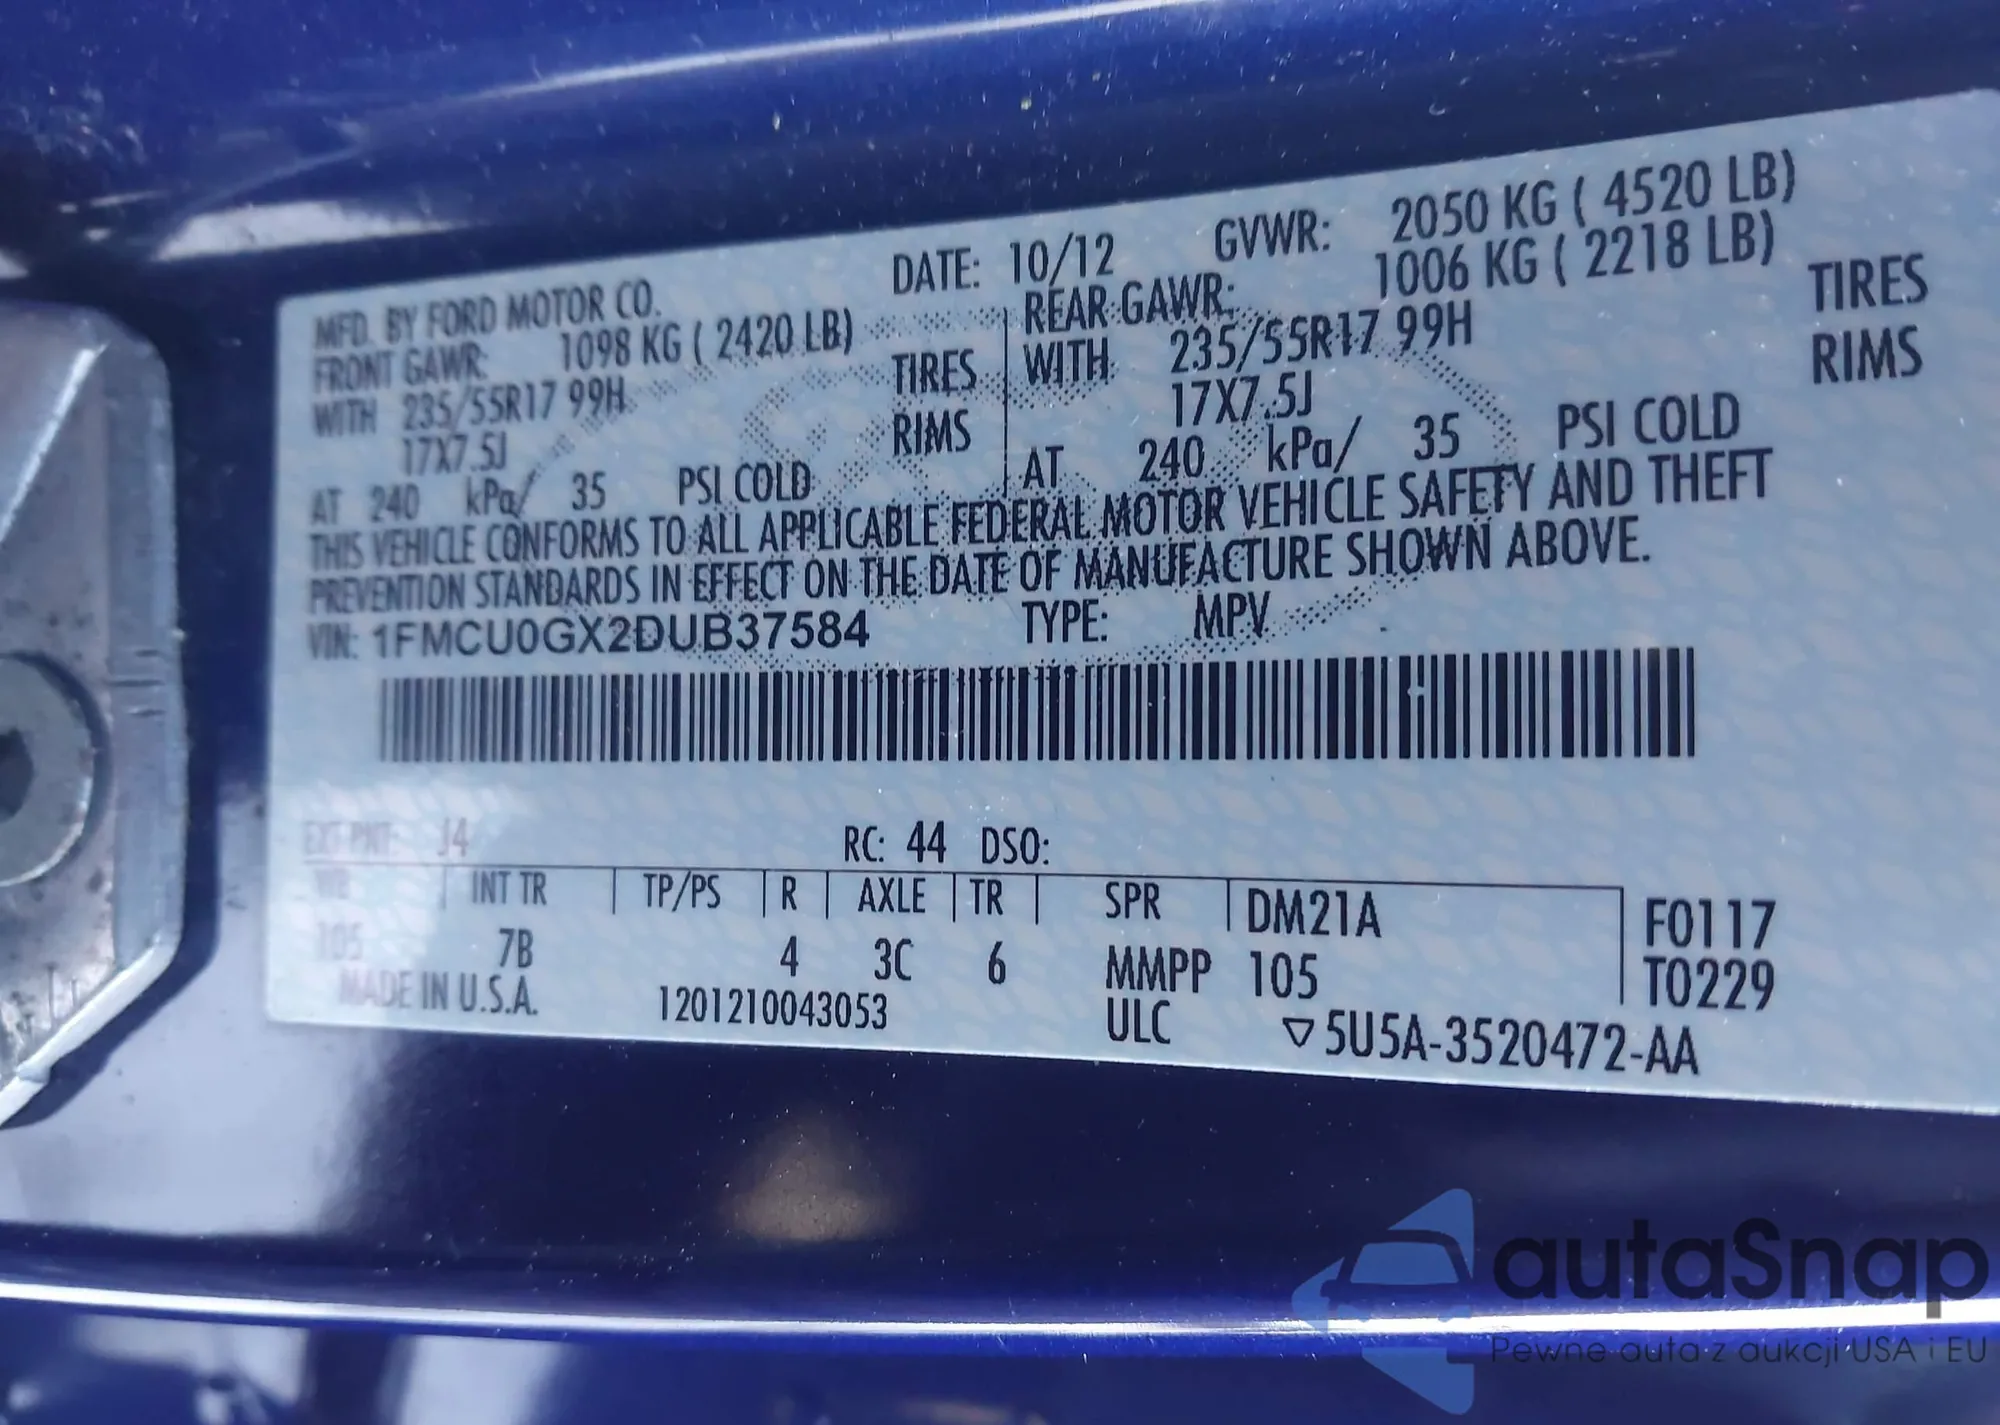 MFD. BY FORD MOTOR CO. DATE: 10/12 GVWR: 2050 KG ( 4520 LB)
FRONT GAWR: 1098 KG ( 2420 LB) REAR GAWR: 1006 KG ( 2218 LB)
WITH 235/55R17 99H TIRES WITH 235/55R17 99H TIRES
17X7.5J RIMS 17X7.5J RIMS
AT 240 kPa/ 35 PSI COLD AT 240 kPa/ 35 PSI COLD
THIS VEHICLE CONFORMS TO ALL APPLICABLE FEDERAL MOTOR VEHICLE SAFETY AND THEFT
PREVENTION STANDARDS IN EFFECT ON THE DATE OF MANUFACTURE SHOWN ABOVE.
VIN: 1FMCU0GX2DUB37584 TYPE: MPV
EXT PNT: J4 RC: 44 DSO:
WB INT TR TP/PS R AXLE TR SPR DM21A F0117
105 7B 4 3C 6 MMPP 105 T0229
MADE IN U.S.A. 1201210043053 ULC ▽5U5A-3520472-AA
autaSnap
Pewne auta z aukcji USA i EU